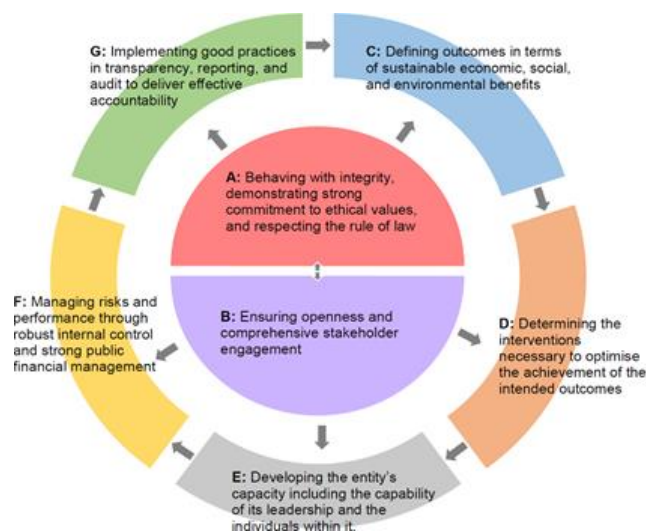 G: Implementing good practices
in transparency, reporting, and
audit to deliver effective
accountability
C: Defining outcomes in terms
of sustainable economic, social,
and environmental benefits
A: Behaving with integrity,
demonstrating strong
commitment to ethical values,
and respecting the rule of law
F: Managing risks and
performance through
robust internal control
and strong public
financial management
B: Ensuring openness and
comprehensive stakeholder
engagement
D: Determining the
interventions
necessary to optimise
the achievement of the
intended outcomes
E: Developing the entity's
capacity including the capability
of its leadership and the
individuals within it.